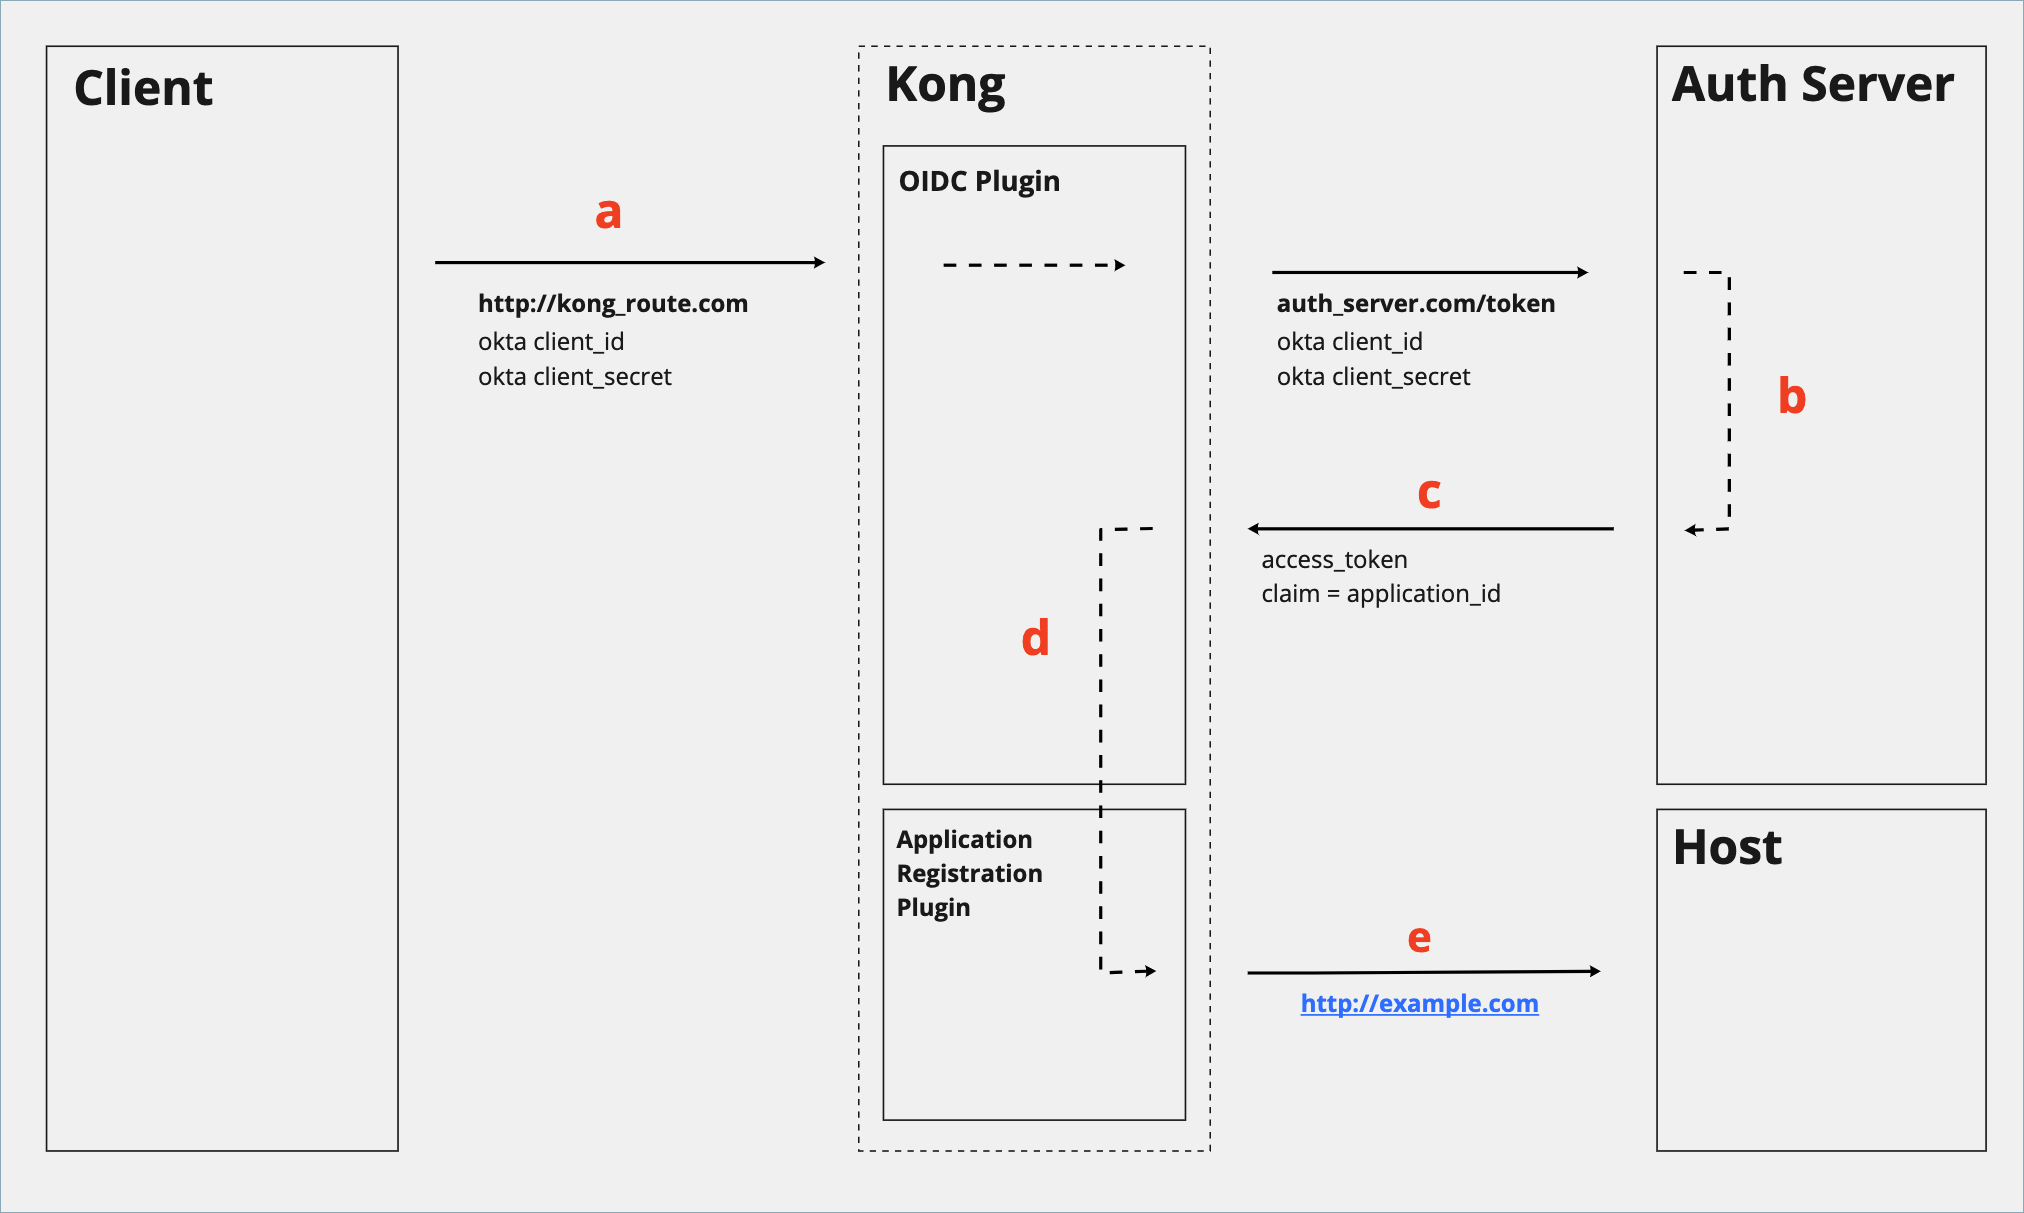 Client
Kong
Auth Server
OIDC Plugin
a
http://kong_route.com
okta client_id
okta client_secret
auth_server.com/token
okta client_id
okta client_secret
b
c
access_token
claim = application_id
d
Application
Registration
Plugin
Host
e
http://example.com